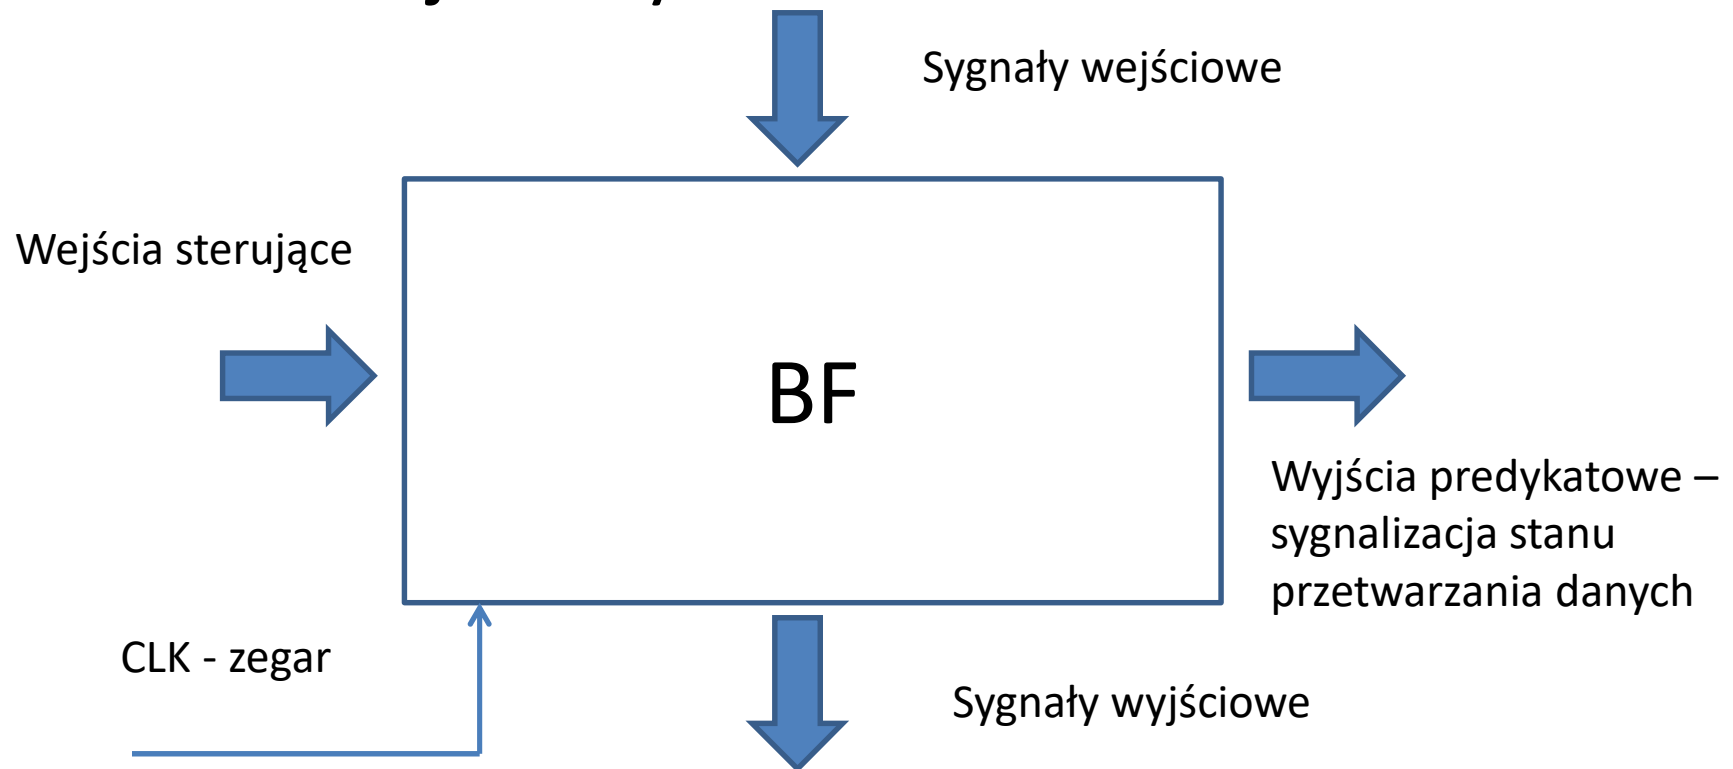 Sygnały wejściowe
Wejścia sterujące
BF
Wyjścia predykatowe –
sygnalizacja stanu
przetwarzania danych
CLK - zegar
Sygnały wyjściowe